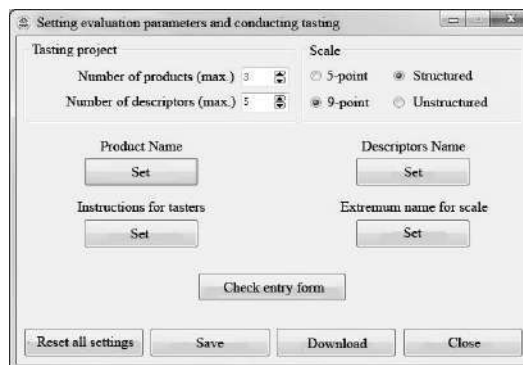 Setting evaluation parameters and conducting tasting
Tasting project
Number of products (max.) 3
Number of descriptors (max.) 5
Scale
5-point Structured
9-point Unstructured
Product Name
Set
Descriptors Name
Set
Instructions for tasters
Set
Extremum name for scale
Set
Check entry form
Reset all settings Save Download Close